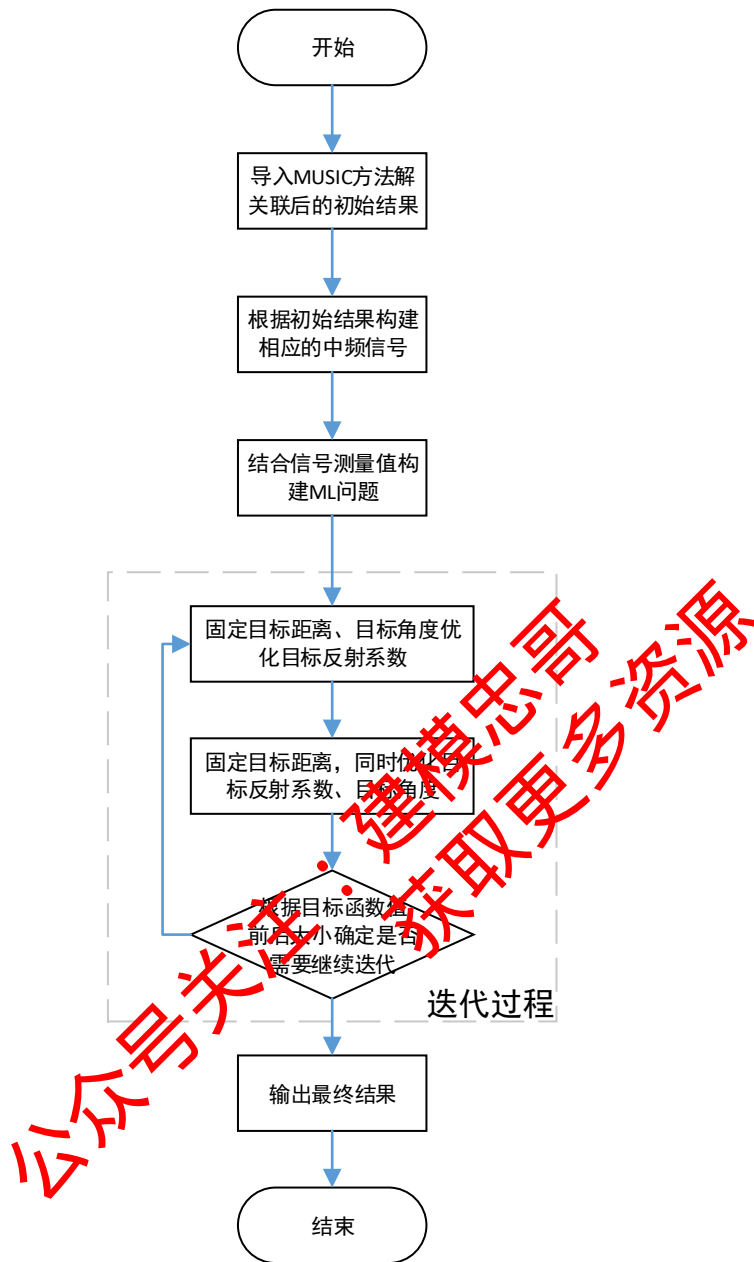 开始
导入MUSIC方法解
关联后的初始结果
根据初始结果构建
相应的中频信号
结合信号测量值构
建ML问题
固定目标距离、目标角度优
化目标反射系数
固定目标距离，同时优化目
标反射系数、目标角度
根据目标函数值
前后大小确定是否
需要继续迭代
迭代过程
输出最终结果
结束
公众号关注：建模忠哥
获取更多资源